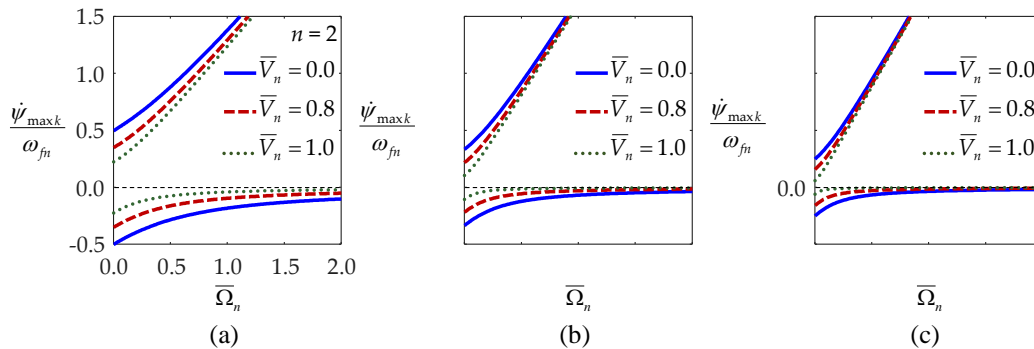 1.5
n = 2
V̅ₙ = 0.0
V̅ₙ = 0.8
V̅ₙ = 1.0
1.0
0.5
0.0
-0.5
ψ̇ₘₐₓₖ
ωfn
0.0 0.5 1.0 1.5 2.0
Ω̅ₙ
(a)
V̅ₙ = 0.0
V̅ₙ = 0.8
V̅ₙ = 1.0
ψ̇ₘₐₓₖ
ωfn
Ω̅ₙ
(b)
V̅ₙ = 0.0
V̅ₙ = 0.8
V̅ₙ = 1.0
ψ̇ₘₐₓₖ
ωfn
0.0
Ω̅ₙ
(c)